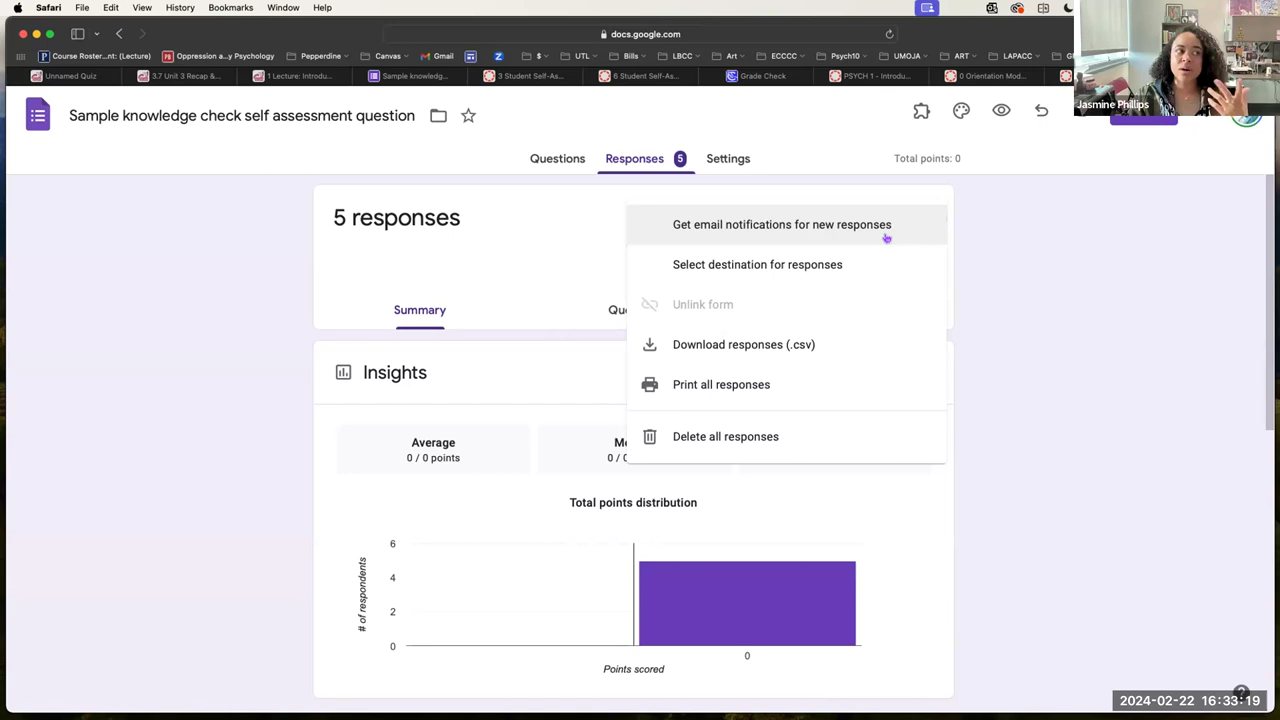 Safari File Edit View History Bookmarks Window Help
docs.google.com
Course Roster... nt: (Lecture) Oppression a...y Psychology Pepperdine Canvas Gmail $ UTL Bills LBCC Art ECCCC Psych10 UMOJA ART LAPACC
Unnamed Quiz 3.7 Unit 3 Recap &... 1 Lecture: Introdu... Sample knowledg... 3 Student Self-As... 6 Student Self-As... Grade Check PSYCH 1 - Introdu... 0 Orientation Mod...
Jasmine Phillips
Sample knowledge check self assessment question
Questions Responses 5 Settings Total points: 0
5 responses
Get email notifications for new responses
Select destination for responses
Unlink form
Summary Que
Download responses (.csv)
Insights
Print all responses
Delete all responses
Average
0 / 0 points
Me
0 / 0
Total points distribution
# of respondents
6
4
2
0
0
Points scored
2024-02-22 16:33:19